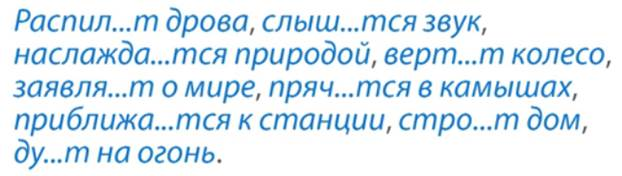 Распил...т дрова, слыш...тся звук,
наслажда...тся природой, верт...т колесо,
заявля...т о мире, пряч...тся в камышах,
приближа...тся к станции, стро...т дом,
ду...т на огонь.